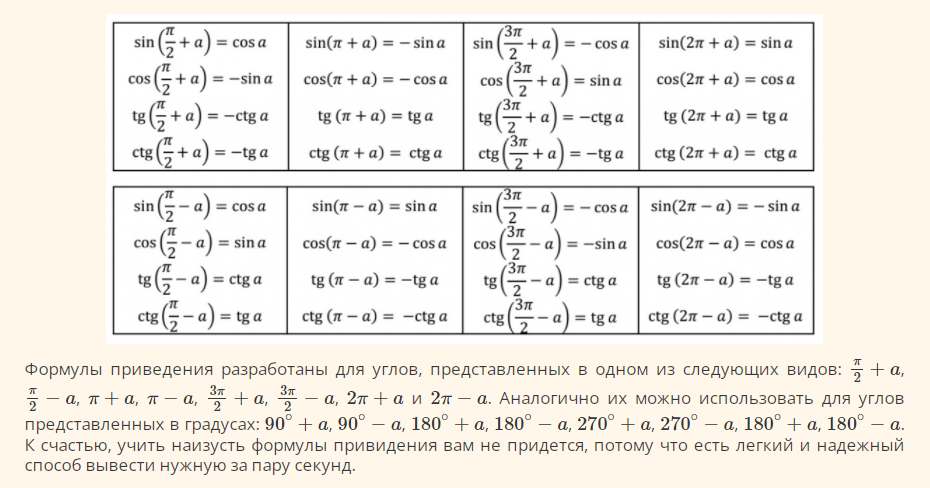 sin(π/2 + a) = cos a   sin(π + a) = − sin a   sin(3π/2 + a) = − cos a   sin(2π + a) = sin a
cos(π/2 + a) = −sin a   cos(π + a) = − cos a   cos(3π/2 + a) = sin a   cos(2π + a) = cos a
tg(π/2 + a) = −ctg a   tg (π + a) = tg a   tg(3π/2 + a) = −ctg a   tg (2π + a) = tg a
ctg(π/2 + a) = −tg a   ctg (π + a) = ctg a   ctg(3π/2 + a) = −tg a   ctg (2π + a) = ctg a
sin(π/2 − a) = cos a   sin(π − a) = sin a   sin(3π/2 − a) = − cos a   sin(2π − a) = − sin a
cos(π/2 − a) = sin a   cos(π − a) = − cos a   cos(3π/2 − a) = −sin a   cos(2π − a) = cos a
tg(π/2 − a) = ctg a   tg (π − a) = −tg a   tg(3π/2 − a) = ctg a   tg (2π − a) = −tg a
ctg(π/2 − a) = tg a   ctg (π − a) = −ctg a   ctg(3π/2 − a) = tg a   ctg (2π − a) = −ctg a
Формулы приведения разработаны для углов, представленных в одном из следующих видов: π/2 + a,
π/2 − a, π + a, π − a, 3π/2 + a, 3π/2 − a, 2π + a и 2π − a. Аналогично их можно использовать для углов
представленных в градусах: 90° + a, 90° − a, 180° + a, 180° − a, 270° + a, 270° − a, 180° + a, 180° − a.
К счастью, учить наизусть формулы привидения вам не придется, потому что есть легкий и надежный
способ вывести нужную за пару секунд.